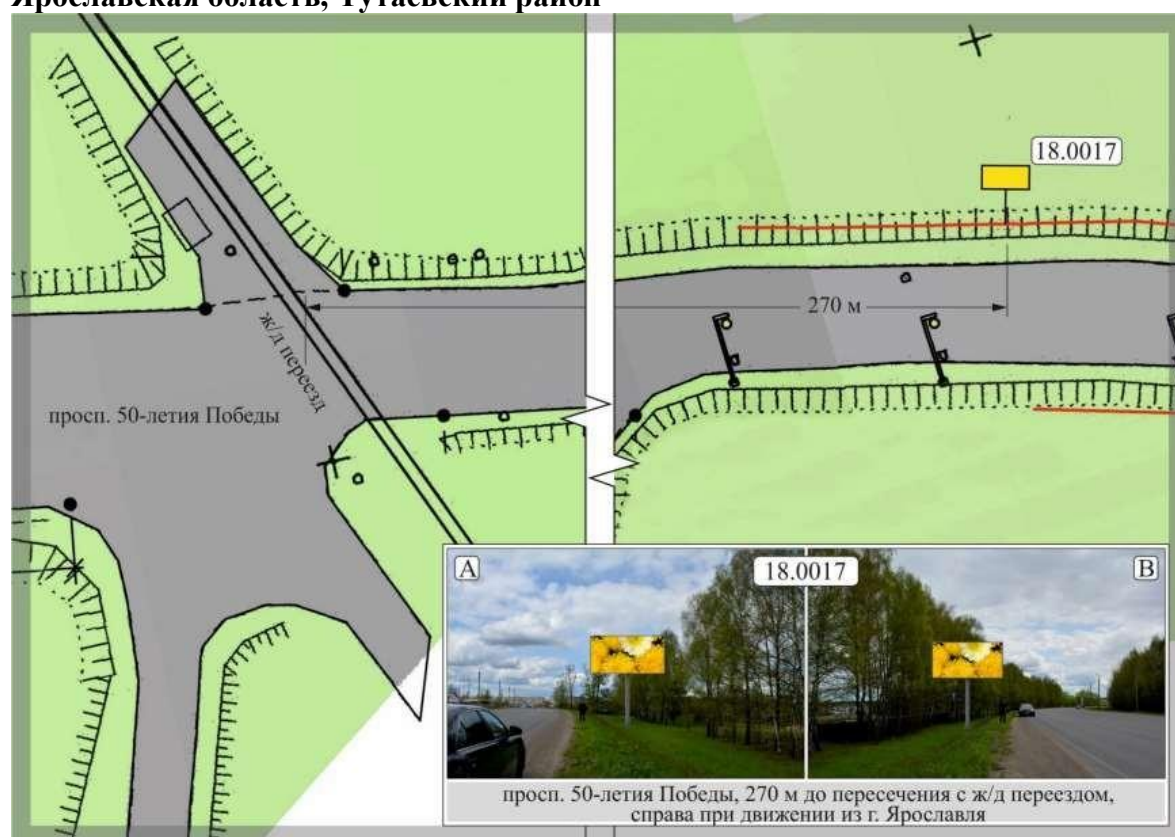 Ярославская область, Тутаевский район
18.0017
270 м
ж/д переезд
просп. 50-летия Победы
A
18.0017
B
просп. 50-летия Победы, 270 м до пересечения с ж/д переездом,
справа при движении из г. Ярославля